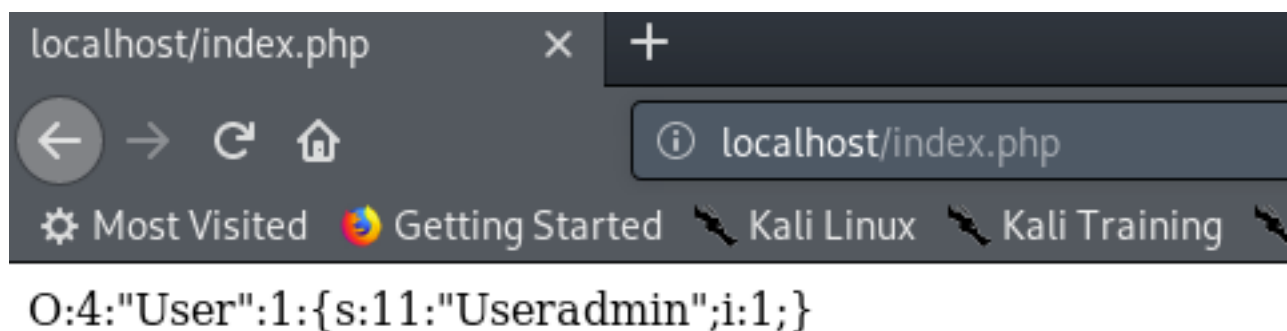 localhost/index.php
localhost/index.php
Most Visited Getting Started Kali Linux Kali Training
O:4:"User":1:{s:11:"Useradmin";i:1;}